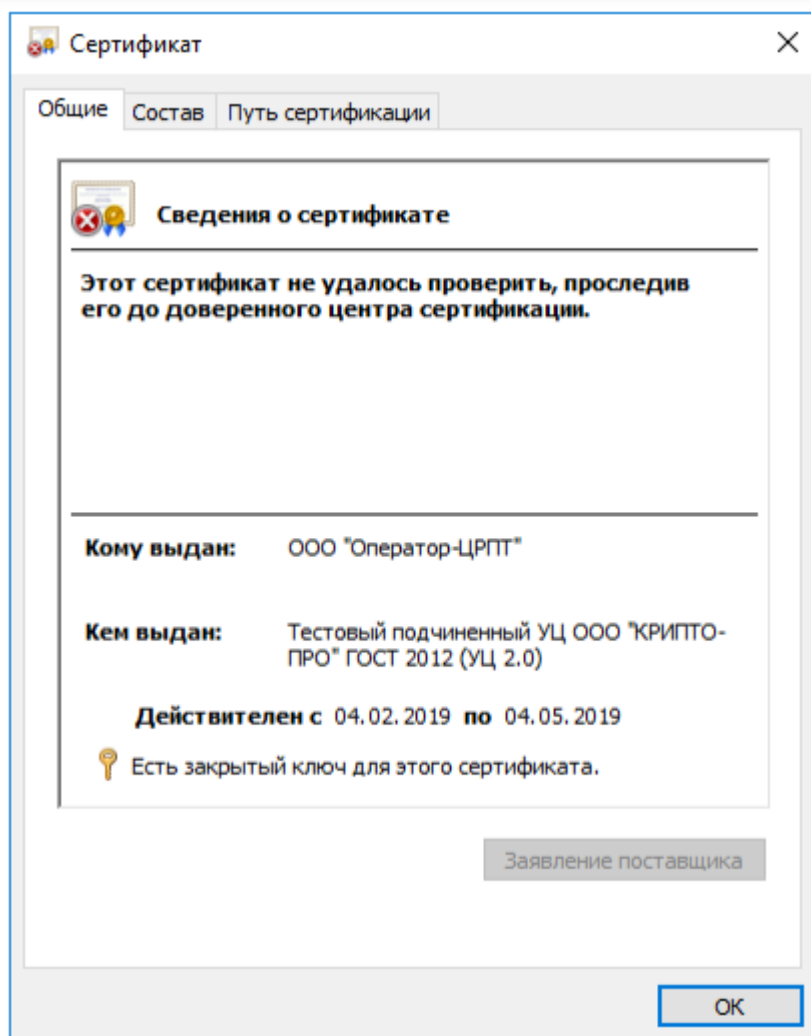 Сертификат
Общие Состав Путь сертификации
Сведения о сертификате
Этот сертификат не удалось проверить, проследив
его до доверенного центра сертификации.
Кому выдан: ООО "Оператор-ЦРПТ"
Кем выдан: Тестовый подчиненный УЦ ООО "КРИПТО-
ПРО" ГОСТ 2012 (УЦ 2.0)
Действителен с 04.02.2019 по 04.05.2019
Есть закрытый ключ для этого сертификата.
Заявление поставщика
ОК